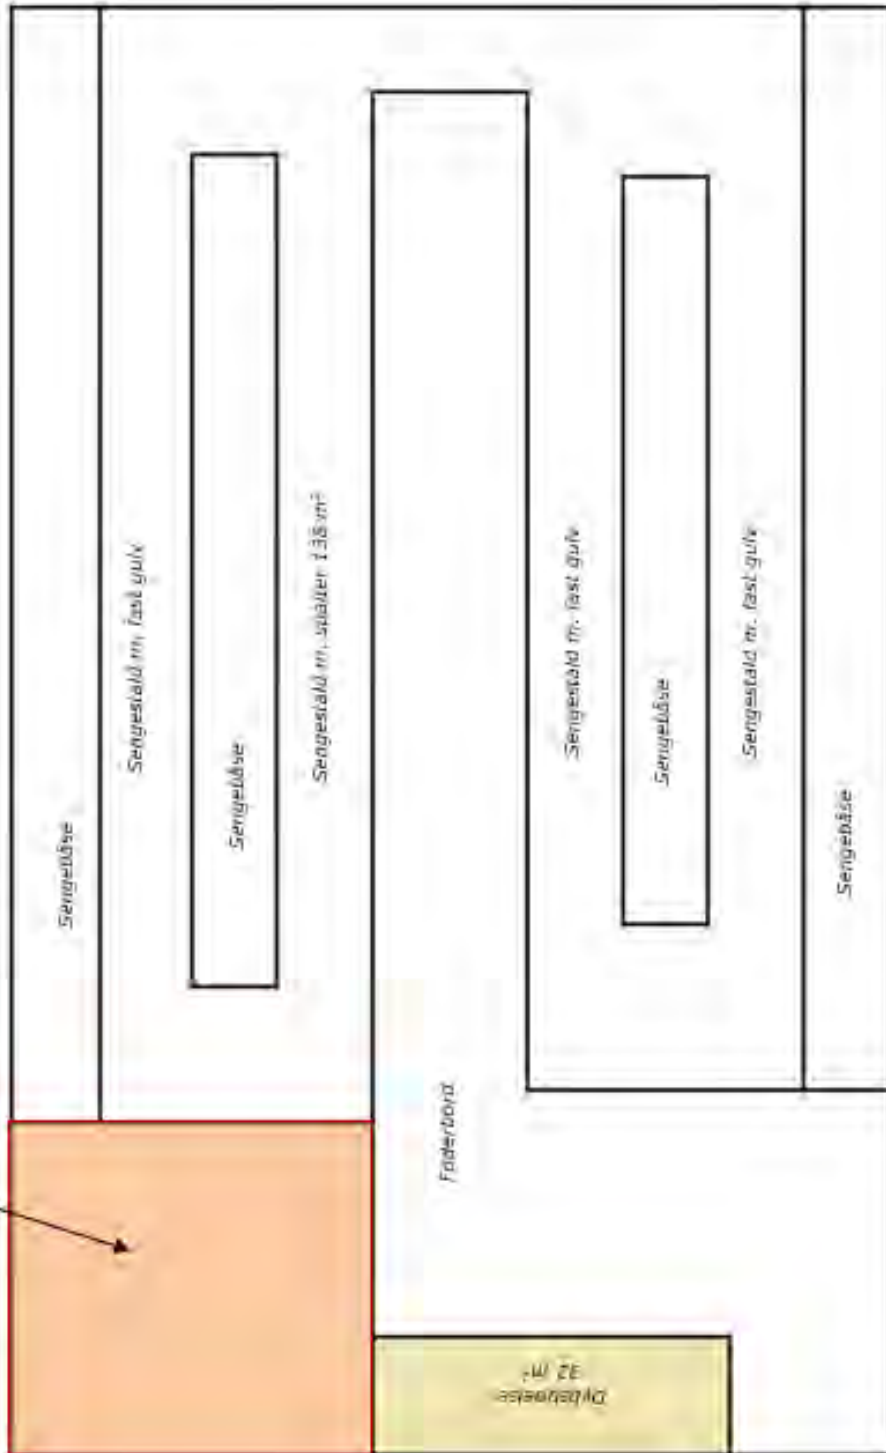 Sengebåse
Sengestald m. fast gulv
Sengebåse
Sengestald m. spalter 138 m²
Foderbord
Sengestald m. fast gulv
Sengebåse
Sengestald m. fast gulv
Sengebåse
Dybstrøelse
32 m²